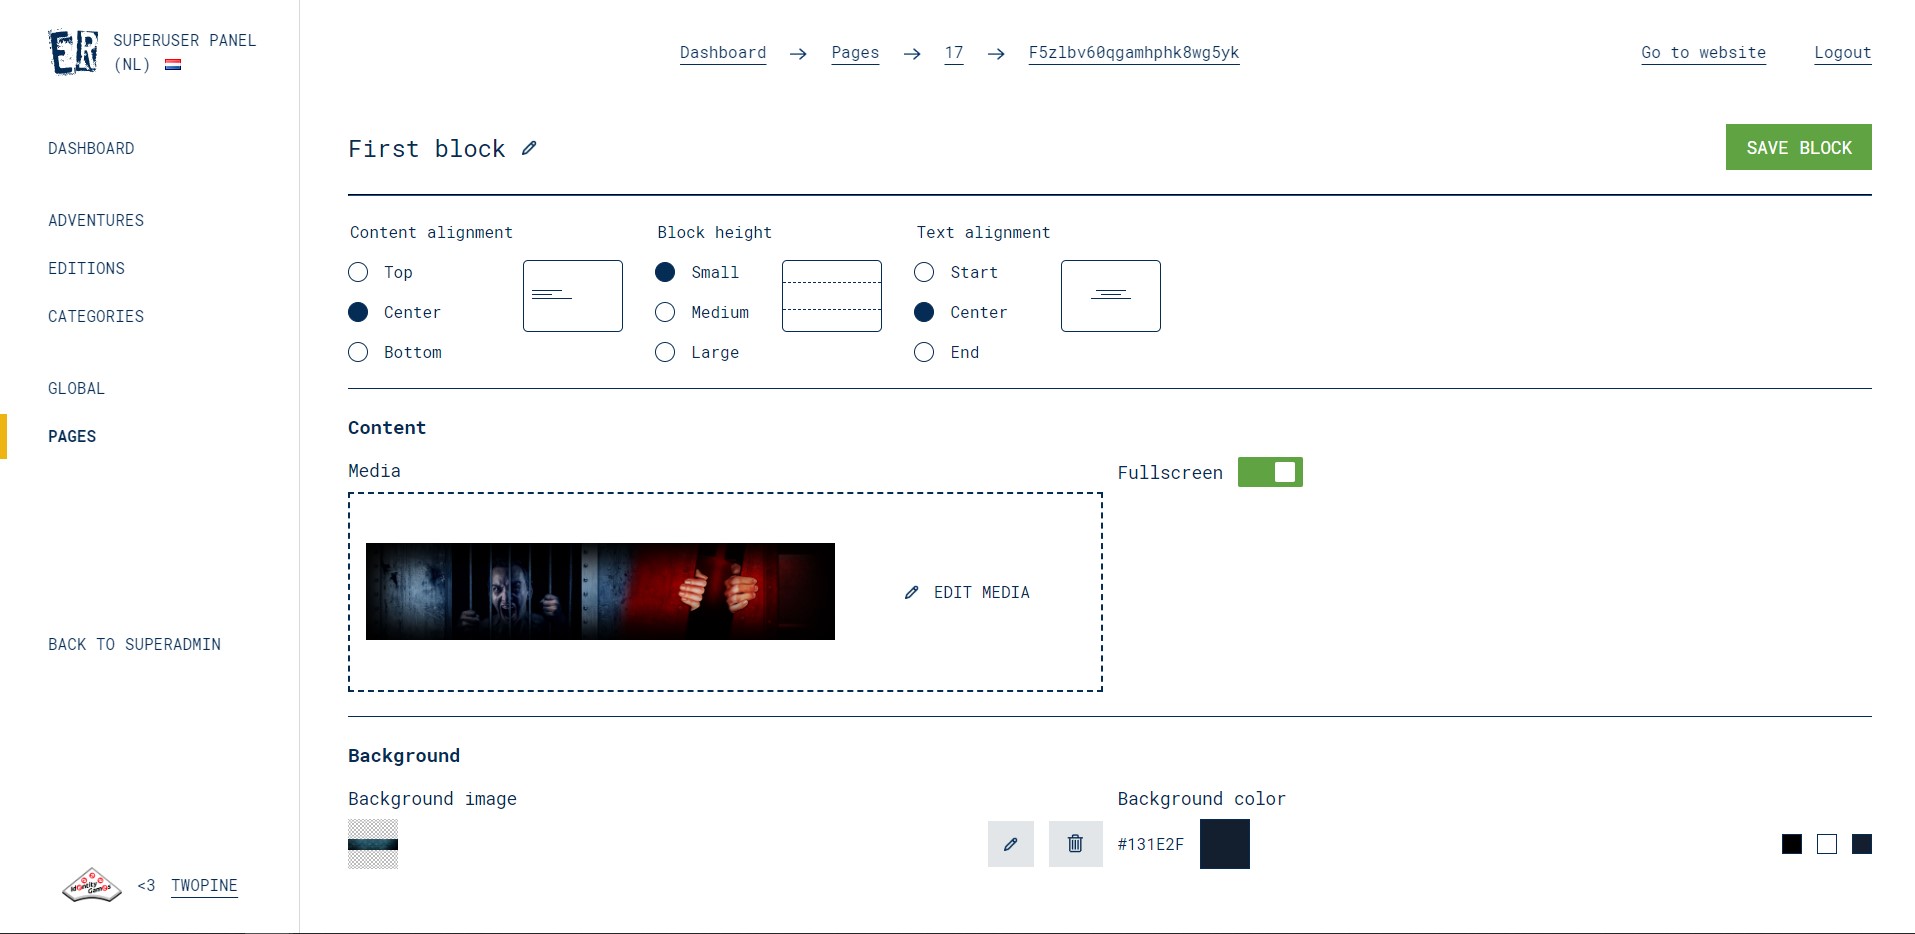 ER
SUPERUSER PANEL
(NL)
Dashboard → Pages → 17 → F5zlbv60qgamhphk8wg5yk
Go to website
Logout
DASHBOARD
ADVENTURES
EDITIONS
CATEGORIES
GLOBAL
PAGES
BACK TO SUPERADMIN
Identity
Games
<3 TWOPINE
First block
SAVE BLOCK
Content alignment
Top
Center
Bottom
Block height
Small
Medium
Large
Text alignment
Start
Center
End
Content
Media
Fullscreen
EDIT MEDIA
Background
Background image
Background color
#131E2F